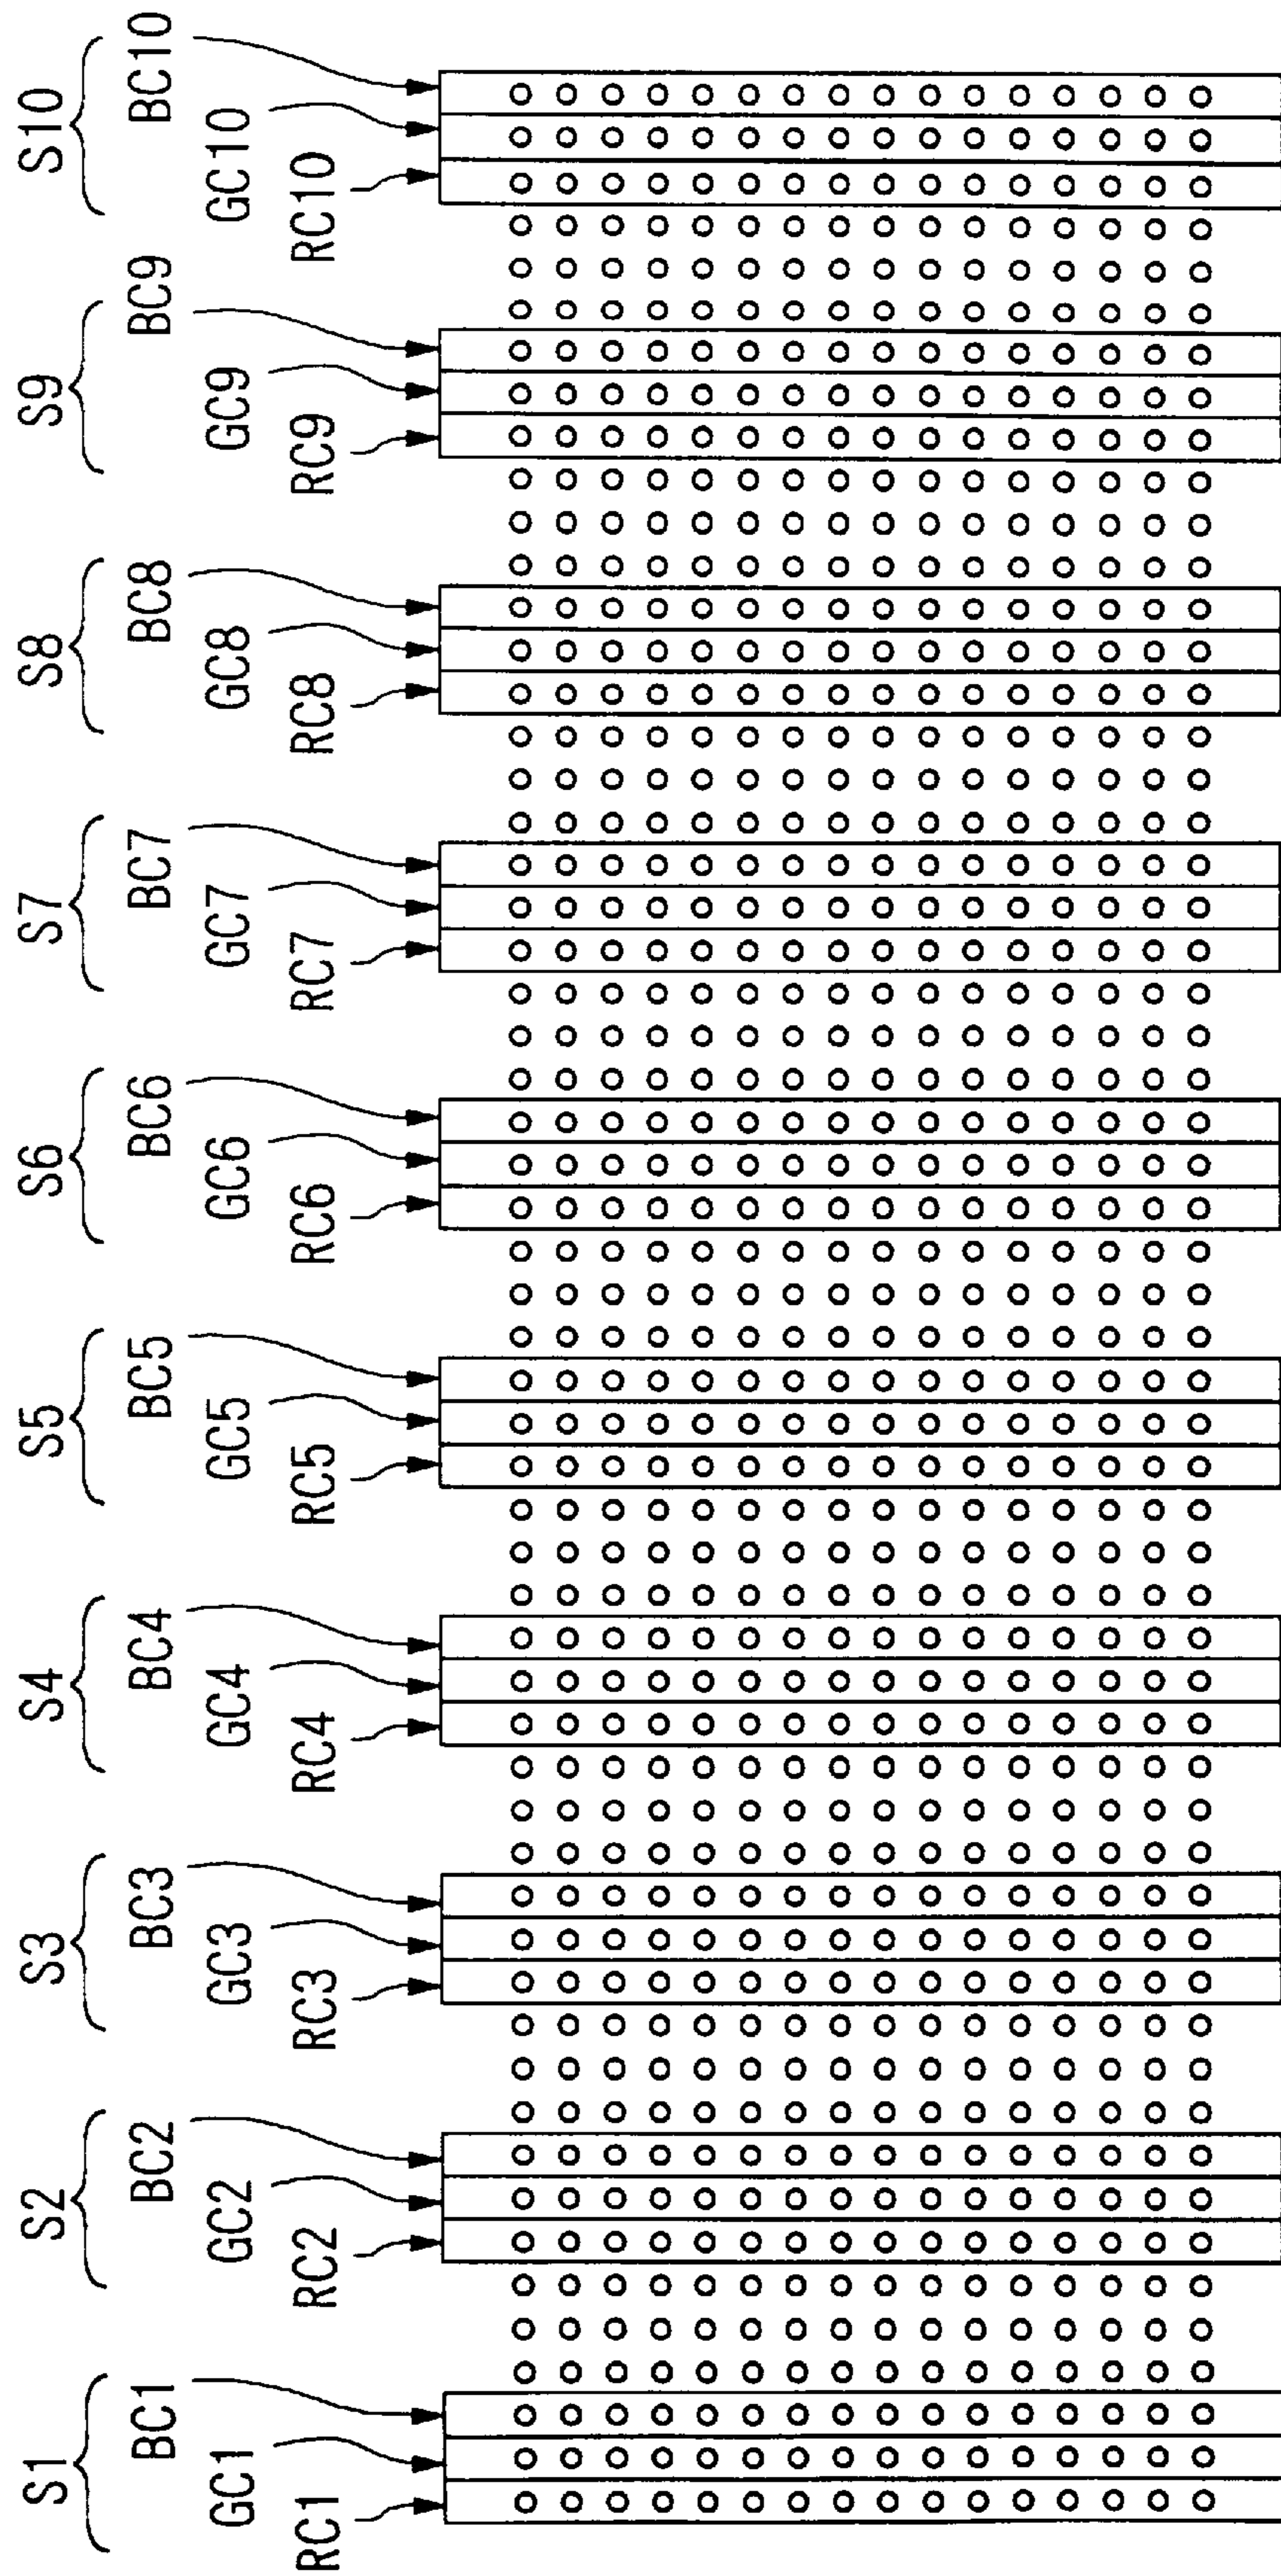 S1
S2
S3
S4
S5
S6
S7
S8
S9
S10
BC1
BC2
BC3
BC4
BC5
BC6
BC7
BC8
BC9
BC10
GC1
GC2
GC3
GC4
GC5
GC6
GC7
GC8
GC9
GC10
RC1
RC2
RC3
RC4
RC5
RC6
RC7
RC8
RC9
RC10